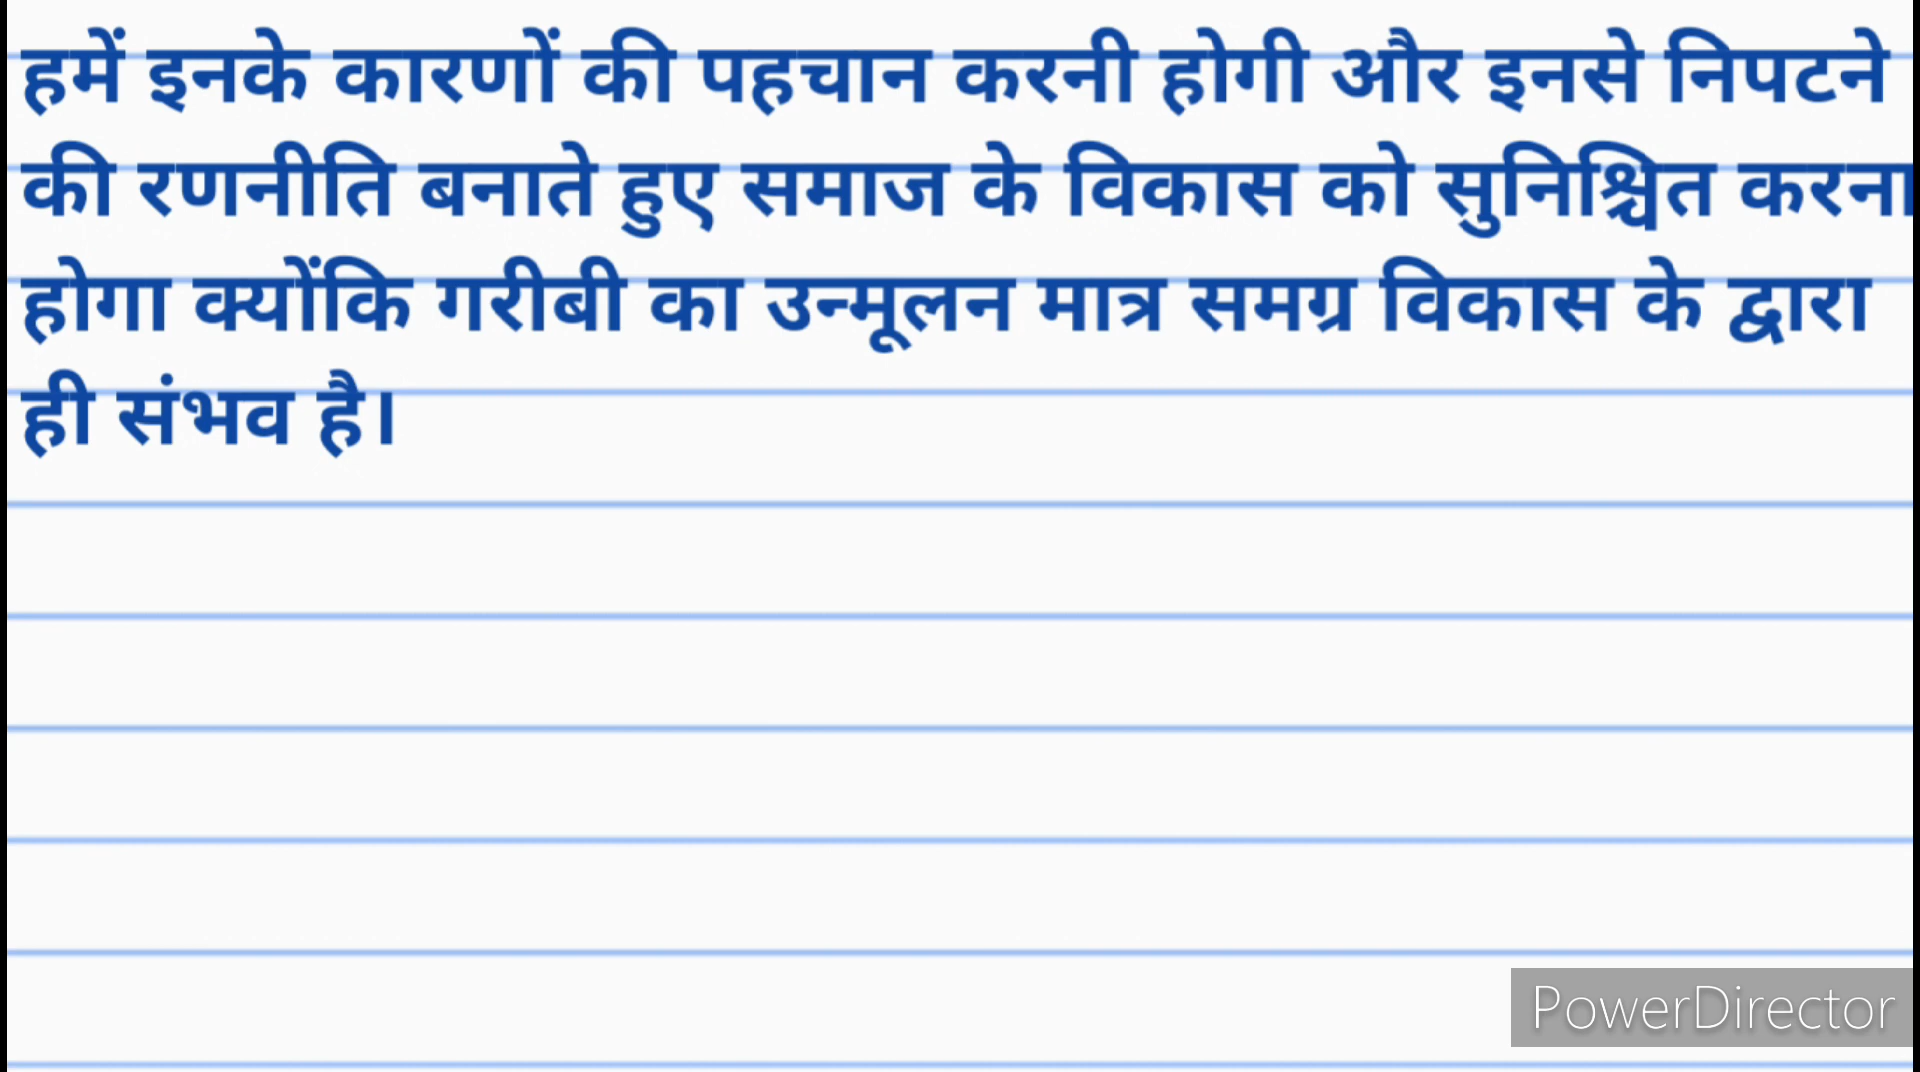 हमें इनके कारणों की पहचान करनी होगी और इनसे निपटने
की रणनीति बनाते हुए समाज के विकास को सुनिश्चित करना
होगा क्योंकि गरीबी का उन्मूलन मात्र समग्र विकास के द्वारा
ही संभव है।
PowerDirector